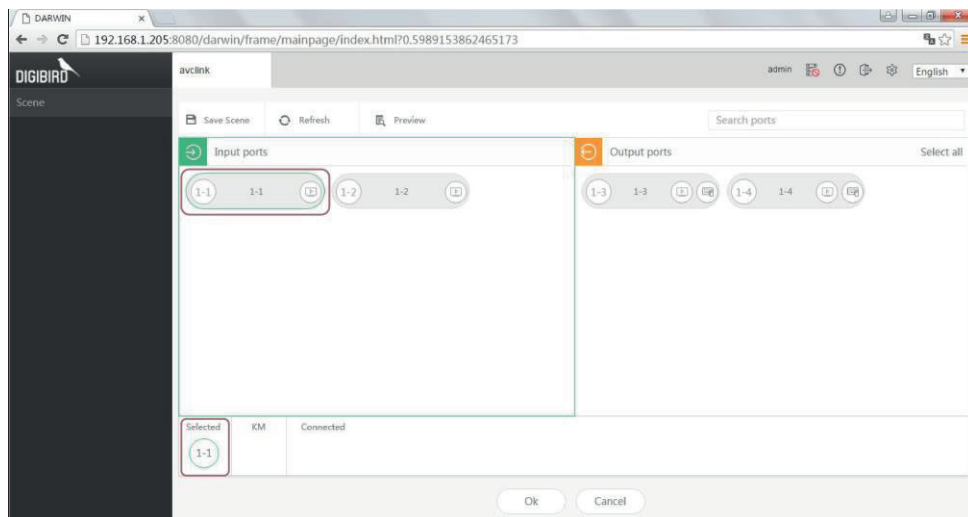 DARWIN
192.168.1.205:8080/darwin/frame/mainpage/index.html?0.5989153862465173
DIGIBIRD
avclink
admin
English
Scene
Save Scene
Refresh
Preview
Search ports
Input ports
Output ports
Select all
1-1 1-1
1-2 1-2
1-3 1-3
1-4 1-4
Selected
KM
Connected
1-1
Ok
Cancel